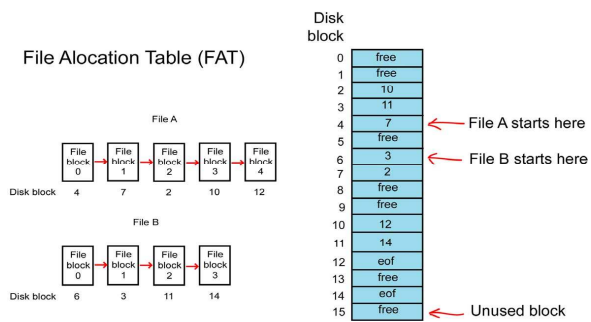 File Alocation Table (FAT)
File A
File block 0
File block 1
File block 2
File block 3
File block 4
Disk block 4 7 2 10 12
File B
File block 0
File block 1
File block 2
File block 3
Disk block 6 3 11 14
Disk
block
0 free
1 free
2 10
3 11
4 7 File A starts here
5 free
6 3 File B starts here
7 2
8 free
9 free
10 12
11 14
12 eof
13 free
14 eof
15 free Unused block